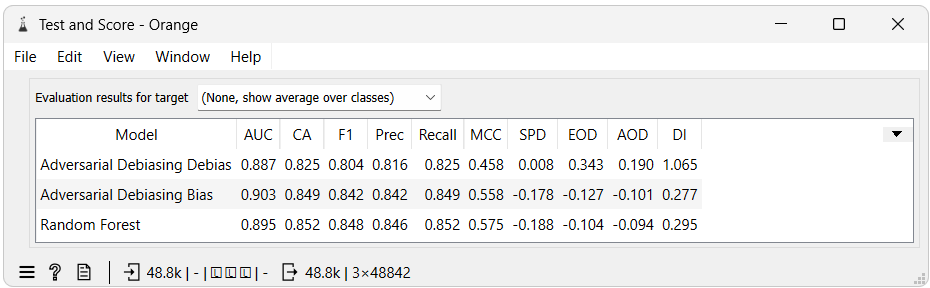 Test and Score - Orange
File Edit View Window Help
Evaluation results for target (None, show average over classes)
Model AUC CA F1 Prec Recall MCC SPD EOD AOD DI
Adversarial Debiasing Debias 0.887 0.825 0.804 0.816 0.825 0.458 0.008 0.343 0.190 1.065
Adversarial Debiasing Bias 0.903 0.849 0.842 0.842 0.849 0.558 -0.178 -0.127 -0.101 0.277
Random Forest 0.895 0.852 0.848 0.846 0.852 0.575 -0.188 -0.104 -0.094 0.295
48.8k | - | | - 48.8k | 3×48842